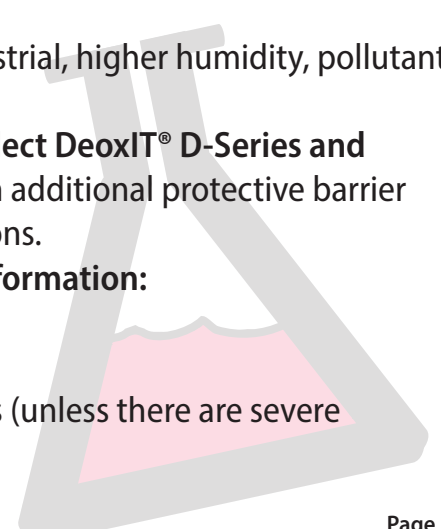 strial, higher humidity, pollutant
ect DeoxIT® D-Series and
additional protective barrier
ons.
formation:
(unless there are severe
Page